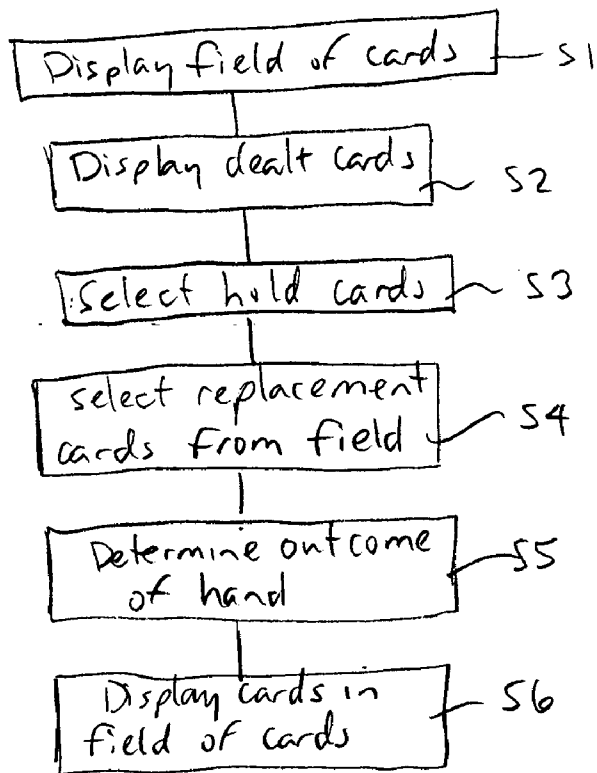 Display field of cards S1
Display dealt cards S2
Select hold cards S3
select replacement
cards from field S4
Determine outcome S5
of hand
Display cards in S6
field of cards